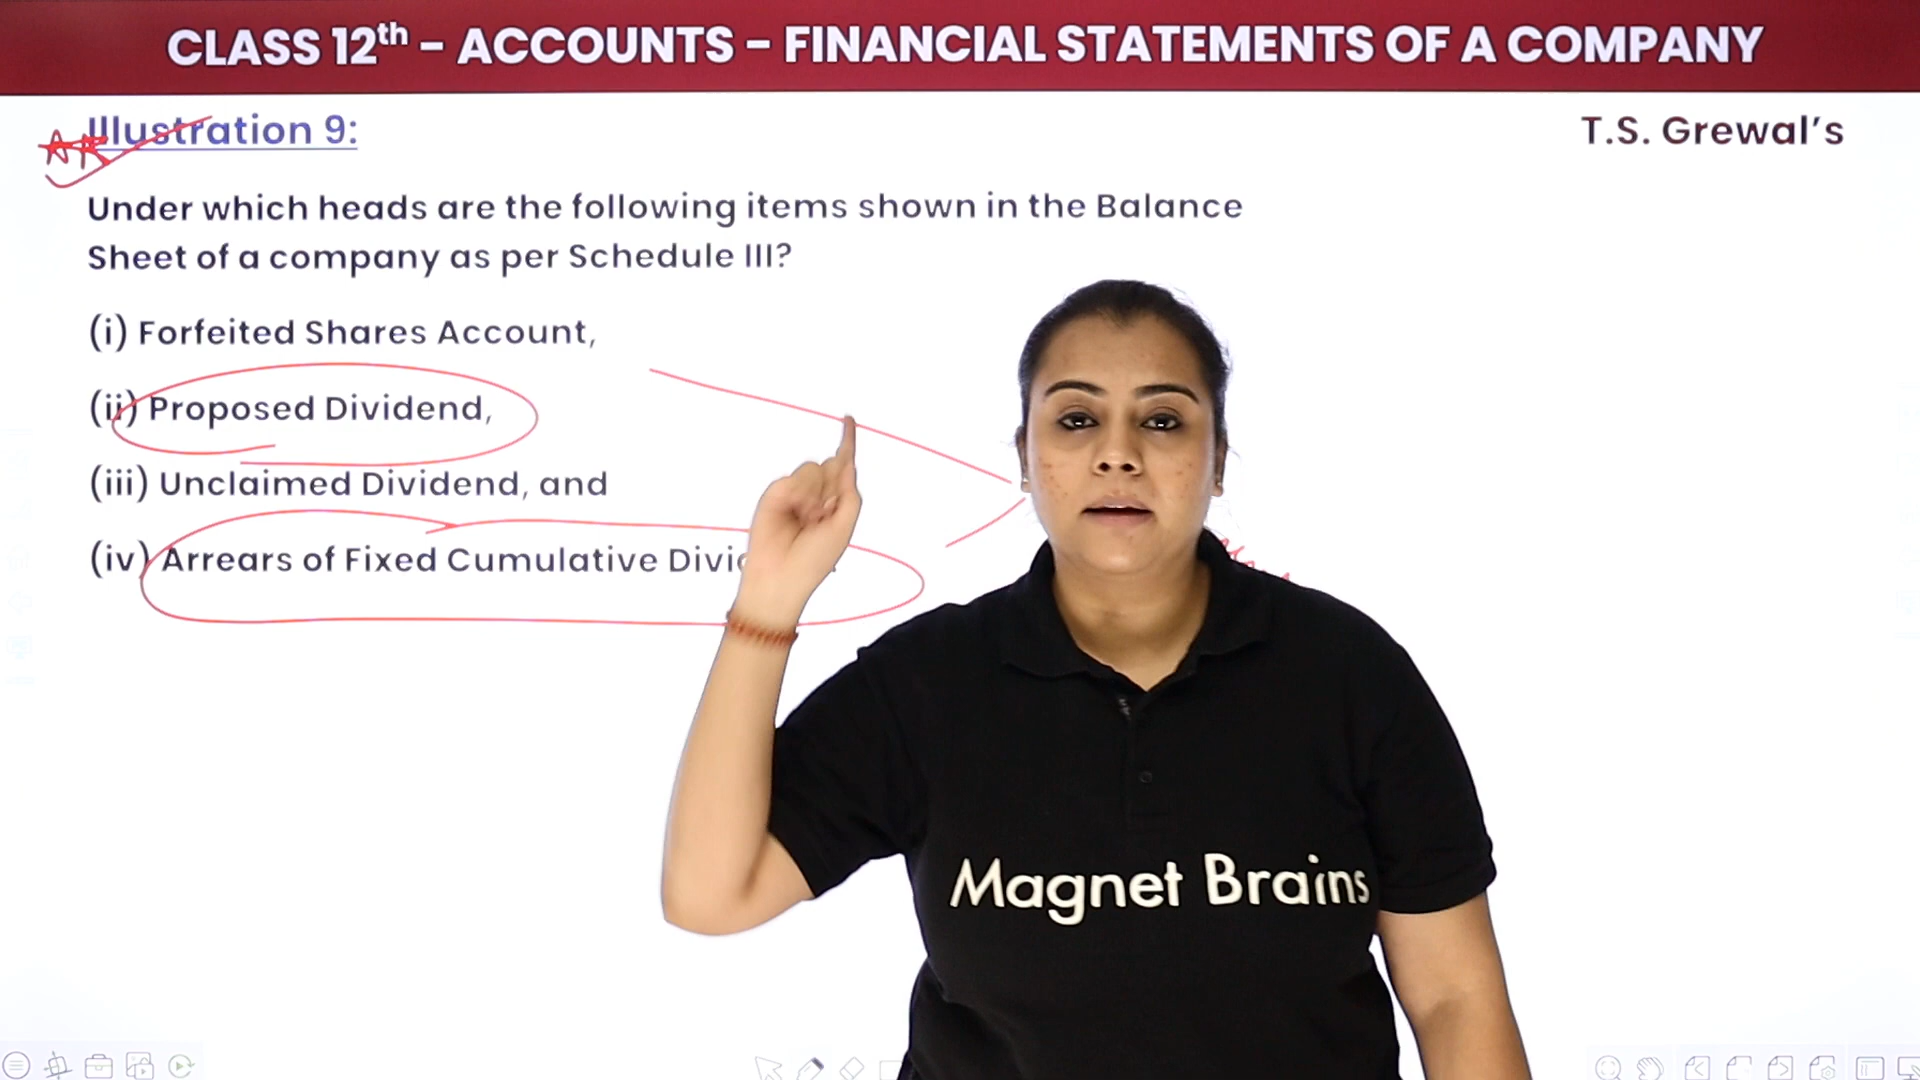 CLASS 12th – ACCOUNTS – FINANCIAL STATEMENTS OF A COMPANY
Illustration 9:
T.S. Grewal's
Under which heads are the following items shown in the Balance
Sheet of a company as per Schedule III?
(i) Forfeited Shares Account,
(ii) Proposed Dividend,
(iii) Unclaimed Dividend, and
(iv) Arrears of Fixed Cumulative
Magnet Brains